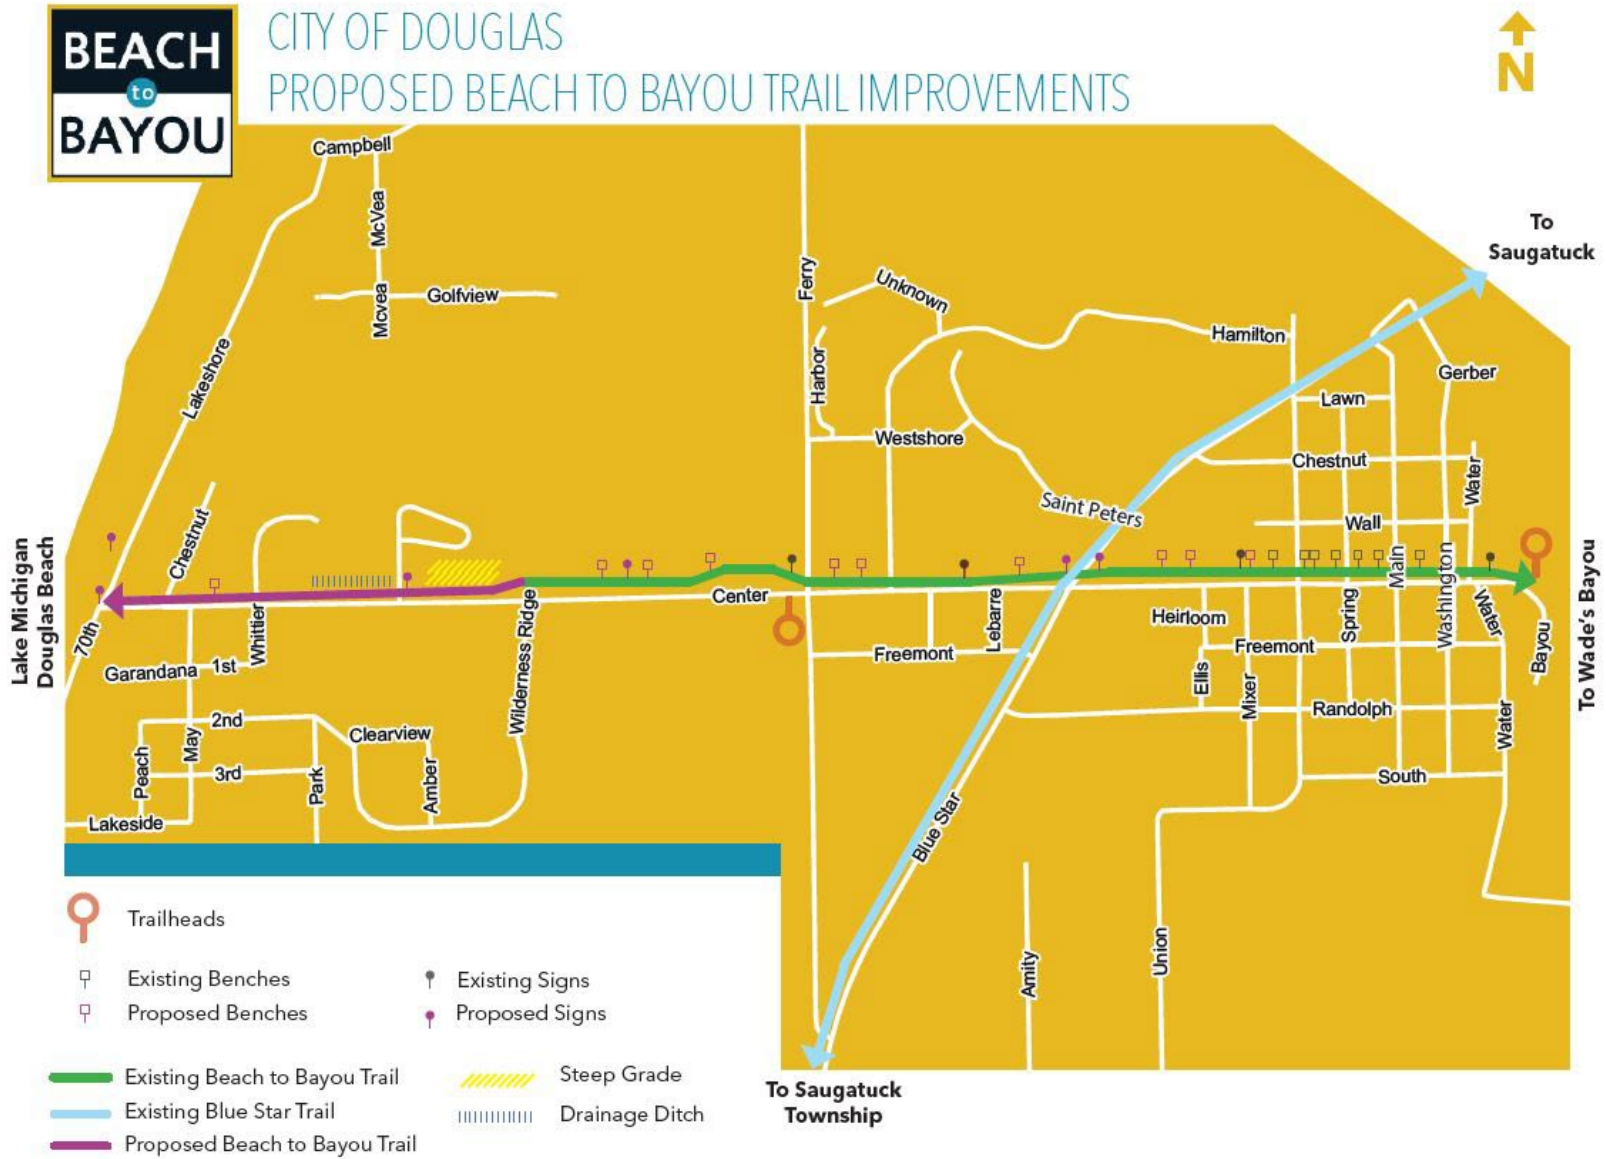 BEACH
to
BAYOU
CITY OF DOUGLAS
PROPOSED BEACH TO BAYOU TRAIL IMPROVEMENTS
N
Campbell
McVea
Mcvea
Golfview
Lakeshore
Ferry
Harbor
Unknown
Westshore
Hamilton
To
Saugatuck
Gerber
Lawn
Chestnut
Water
Saint Peters
Wall
Main
Washington
Chestnut
Lake Michigan
Douglas Beach
70th
Garandana
1st
Whittier
Wilderness Ridge
Center
Freemont
Lebarre
Heirloom
Freemont
Spring
Water
Bayou
To Wade's Bayou
Ellis
Mixer
Randolph
Water
2nd
May
Peach
3rd
Park
Clearview
Amber
Lakeside
South
Blue Star
Amity
Union
Trailheads
Existing Benches
Proposed Benches
Existing Signs
Proposed Signs
Existing Beach to Bayou Trail
Existing Blue Star Trail
Proposed Beach to Bayou Trail
Steep Grade
Drainage Ditch
To Saugatuck
Township